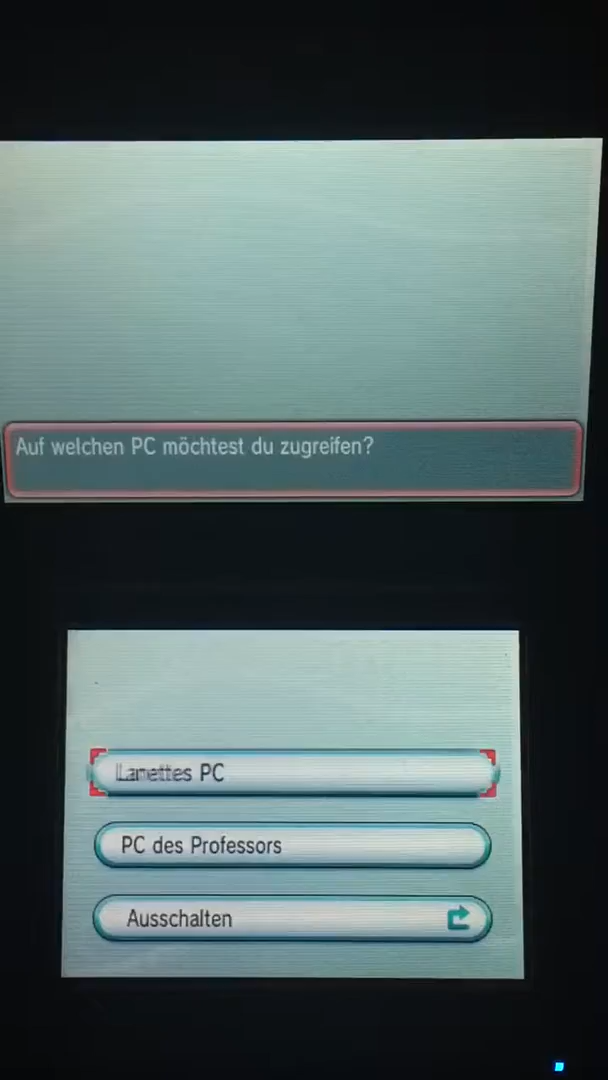 Auf welchen PC möchtest du zugreifen?
Lanettes PC
PC des Professors
Ausschalten